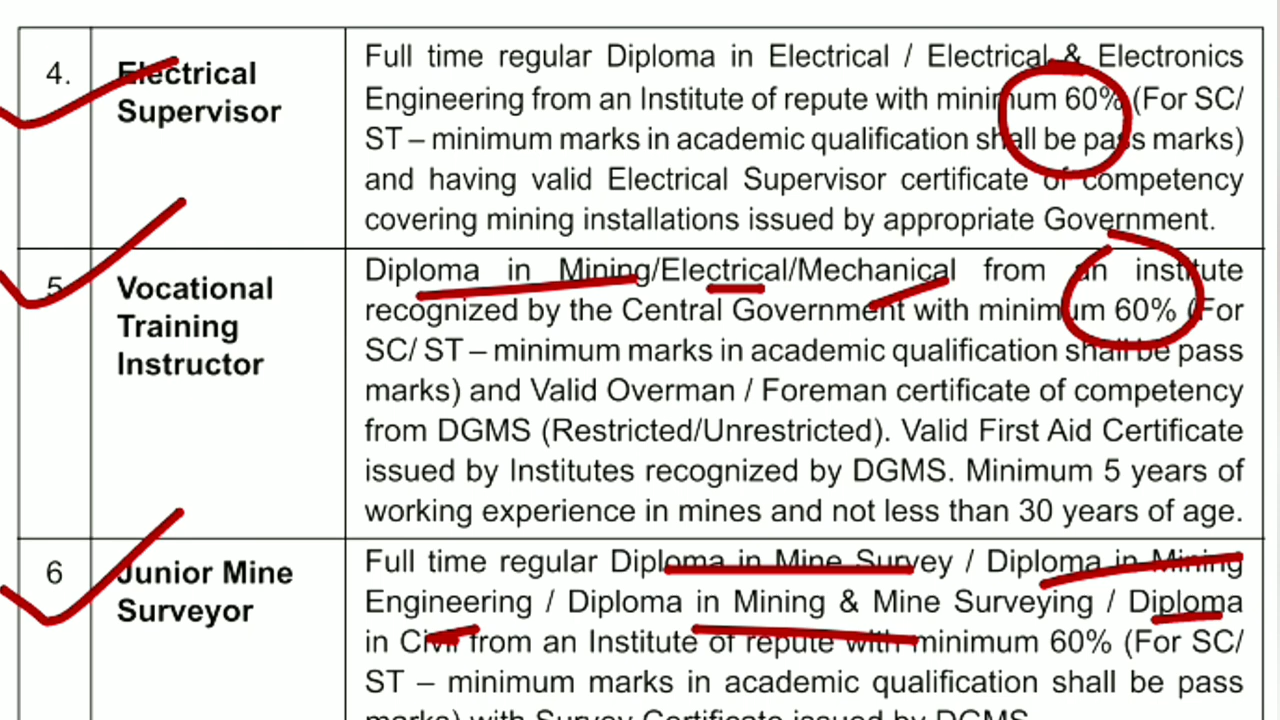 4.
Electrical
Supervisor
Full time regular Diploma in Electrical / Electrical & Electronics
Engineering from an Institute of repute with minimum 60% (For SC/
ST – minimum marks in academic qualification shall be pass marks)
and having valid Electrical Supervisor certificate of competency
covering mining installations issued by appropriate Government.
5
Vocational
Training
Instructor
Diploma in Mining/Electrical/Mechanical from an institute
recognized by the Central Government with minimum 60% (For
SC/ ST – minimum marks in academic qualification shall be pass
marks) and Valid Overman / Foreman certificate of competency
from DGMS (Restricted/Unrestricted). Valid First Aid Certificate
issued by Institutes recognized by DGMS. Minimum 5 years of
working experience in mines and not less than 30 years of age.
6
Junior Mine
Surveyor
Full time regular Diploma in Mine Survey / Diploma in Mining
Engineering / Diploma in Mining & Mine Surveying / Diploma
in Civil from an Institute of repute with minimum 60% (For SC/
ST – minimum marks in academic qualification shall be pass
marks) with Survey Certificate issued by DGMS.